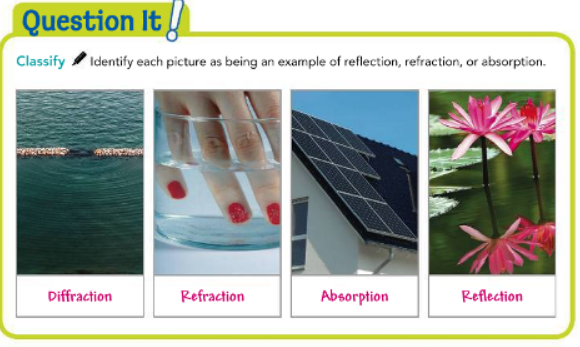 Question It!
Classify Identify each picture as being an example of reflection, refraction, or absorption.
Diffraction
Refraction
Absorption
Reflection